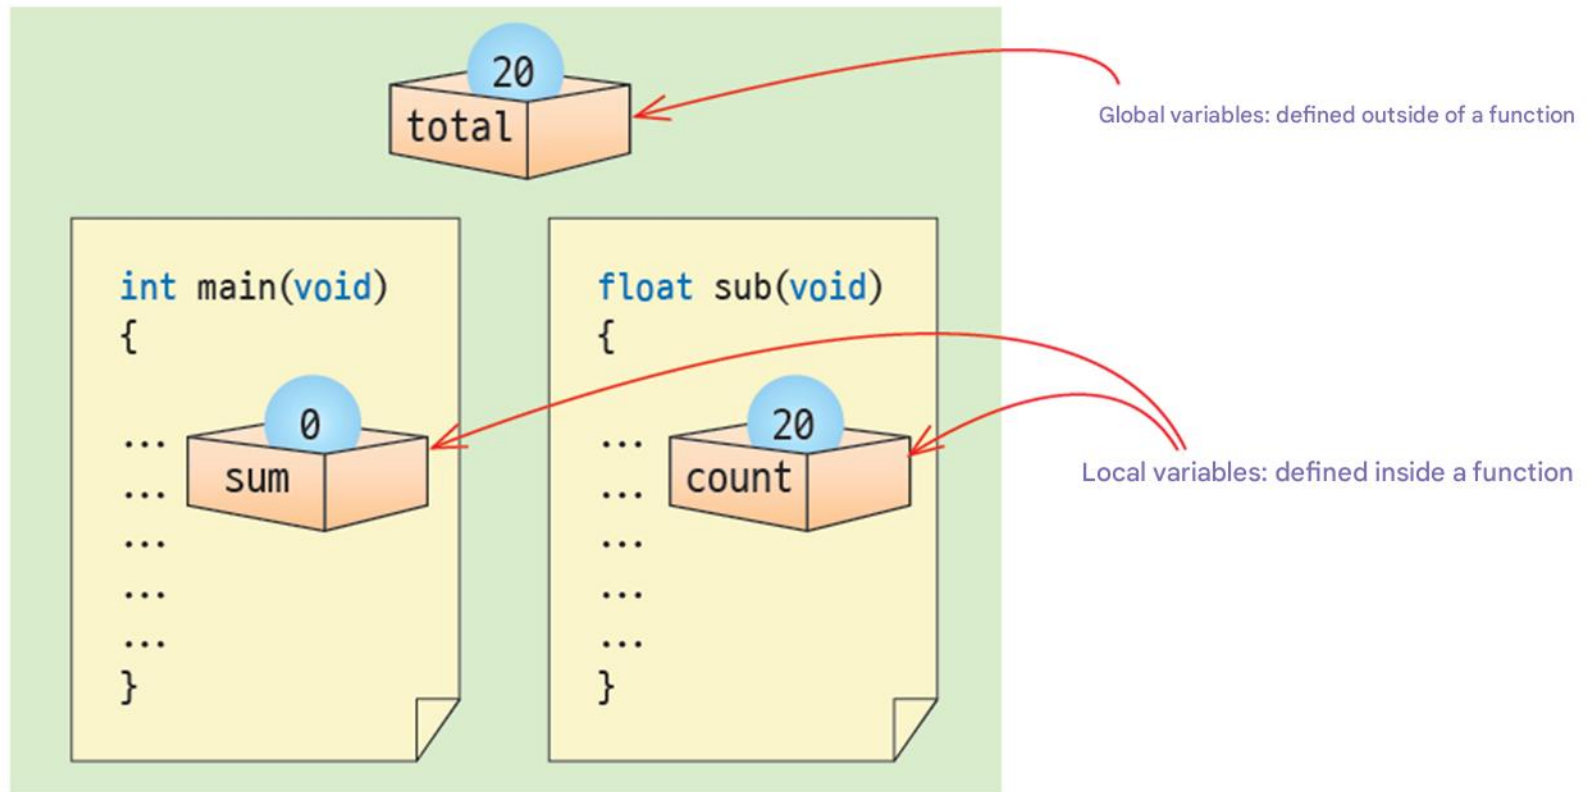 20
total
Global variables: defined outside of a function
int main(void)
{
0
...
sum
...
...
...
...
}
float sub(void)
{
20
...
count
...
...
...
...
}
Local variables: defined inside a function